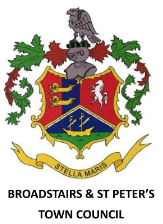 STELLA MARIS
BROADSTAIRS & ST PETER'S
TOWN COUNCIL